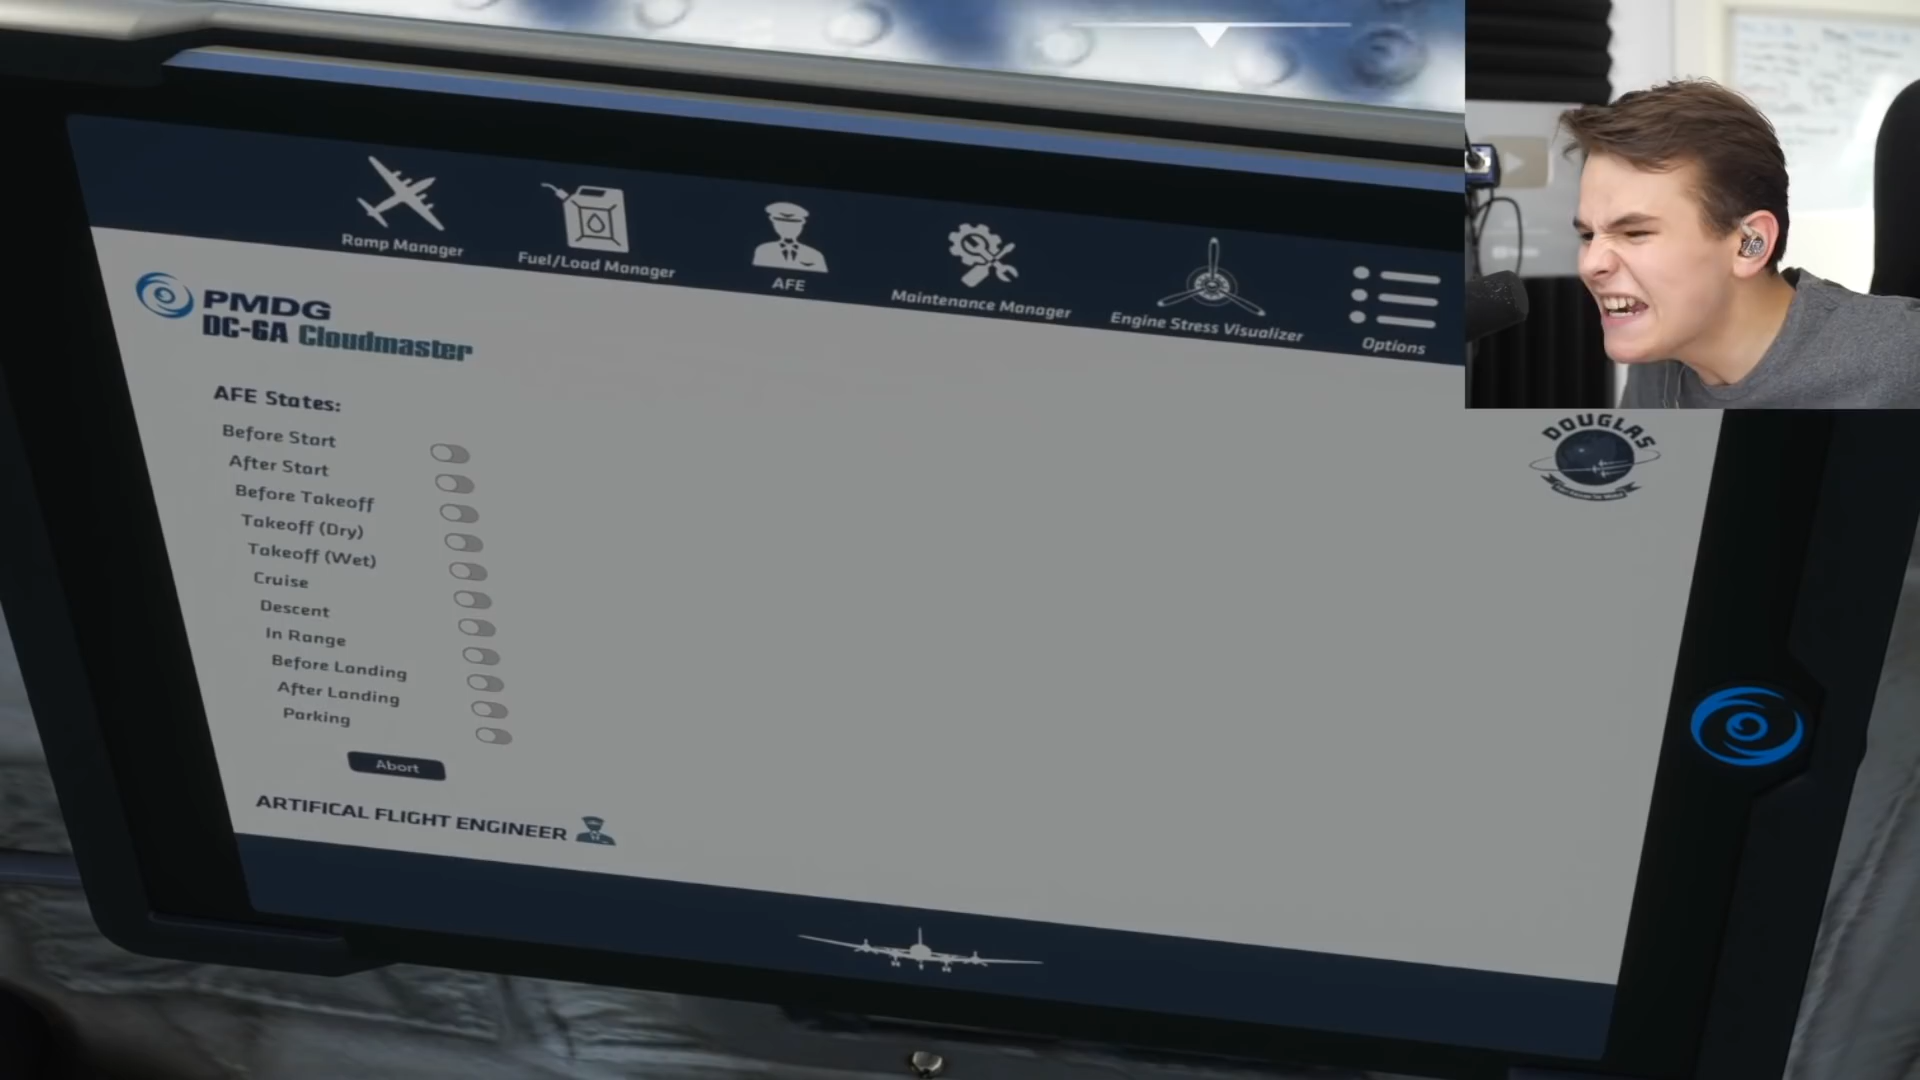 Ramp Manager
Fuel/Load Manager
AFE
Maintenance Manager
Engine Stress Visualizer
Options
PMDG
DC-6A Cloudmaster
DOUGLAS
AFE States:
Before Start
After Start
Before Takeoff
Takeoff (Dry)
Takeoff (Wet)
Cruise
Descent
In Range
Before Landing
After Landing
Parking
Abort
ARTIFICAL FLIGHT ENGINEER